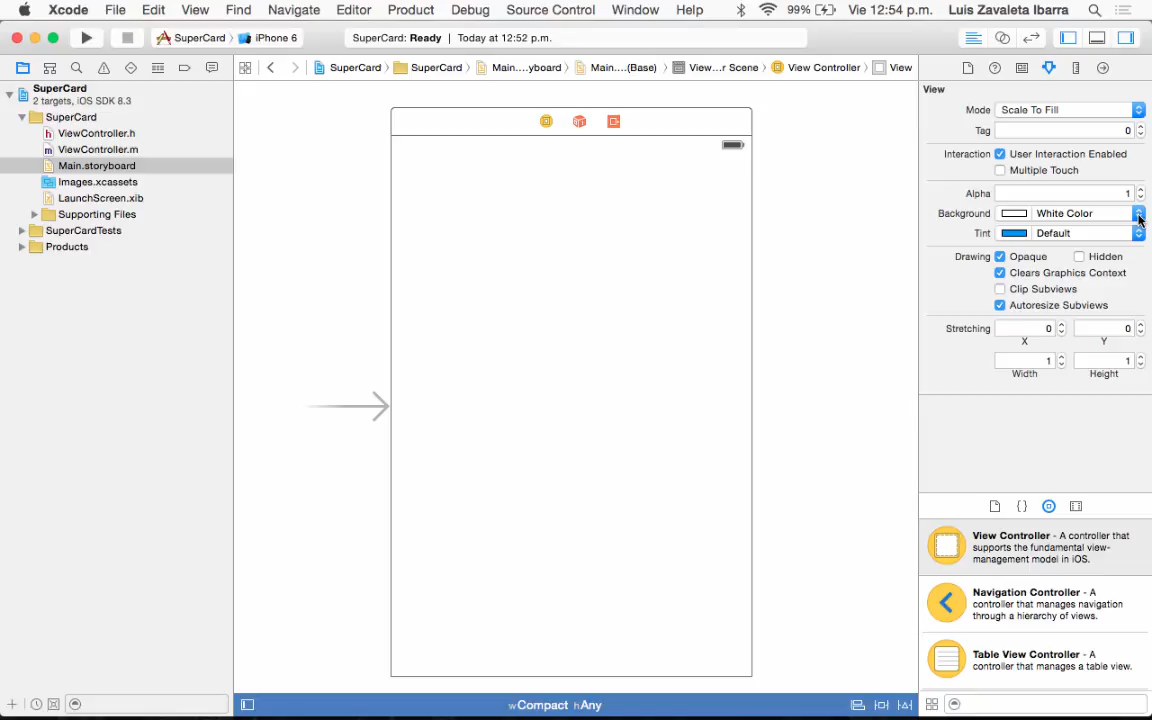 Xcode File Edit View Find Navigate Editor Product Debug Source Control Window Help 99% Vie 12:54 p.m. Luis Zavaleta Ibarra
SuperCard iPhone 6 SuperCard: Ready | Today at 12:52 p.m.
SuperCard SuperCard Main....yboard Main....(Base) View...r Scene View Controller View
SuperCard
2 targets, iOS SDK 8.3
SuperCard
ViewController.h
ViewController.m
Main.storyboard
Images.xcassets
LaunchScreen.xib
Supporting Files
SuperCardTests
Products
View
Mode Scale To Fill
Tag 0
Interaction User Interaction Enabled
Multiple Touch
Alpha 1
Background White Color
Tint Default
Drawing Opaque Hidden
Clears Graphics Context
Clip Subviews
Autoresize Subviews
Stretching 0 0
X Y
1 1
Width Height
View Controller - A controller that
supports the fundamental view-
management model in iOS.
Navigation Controller - A
controller that manages navigation
through a hierarchy of views.
Table View Controller - A
controller that manages a table view.
wCompact hAny